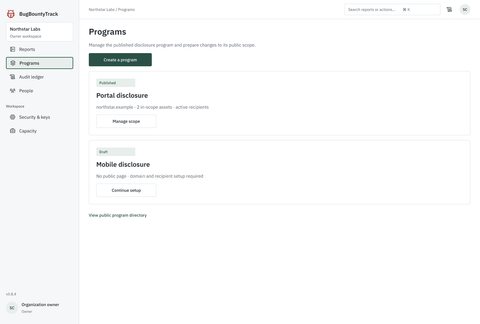 BugBountyTrack
Northstar Labs
Owner workspace
Reports
Programs
Audit ledger
People
Workspace
Security & keys
Capacity
v1.0.4
SC
Organization owner
Owner
Northstar Labs / Programs
Search reports or actions...
⌘ K
SC
Programs
Manage the published disclosure program and prepare changes to its public scope.
Create a program
Published
Portal disclosure
northstar.example · 2 in-scope assets · active recipients
Manage scope
Draft
Mobile disclosure
No public page · domain and recipient setup required
Continue setup
View public program directory